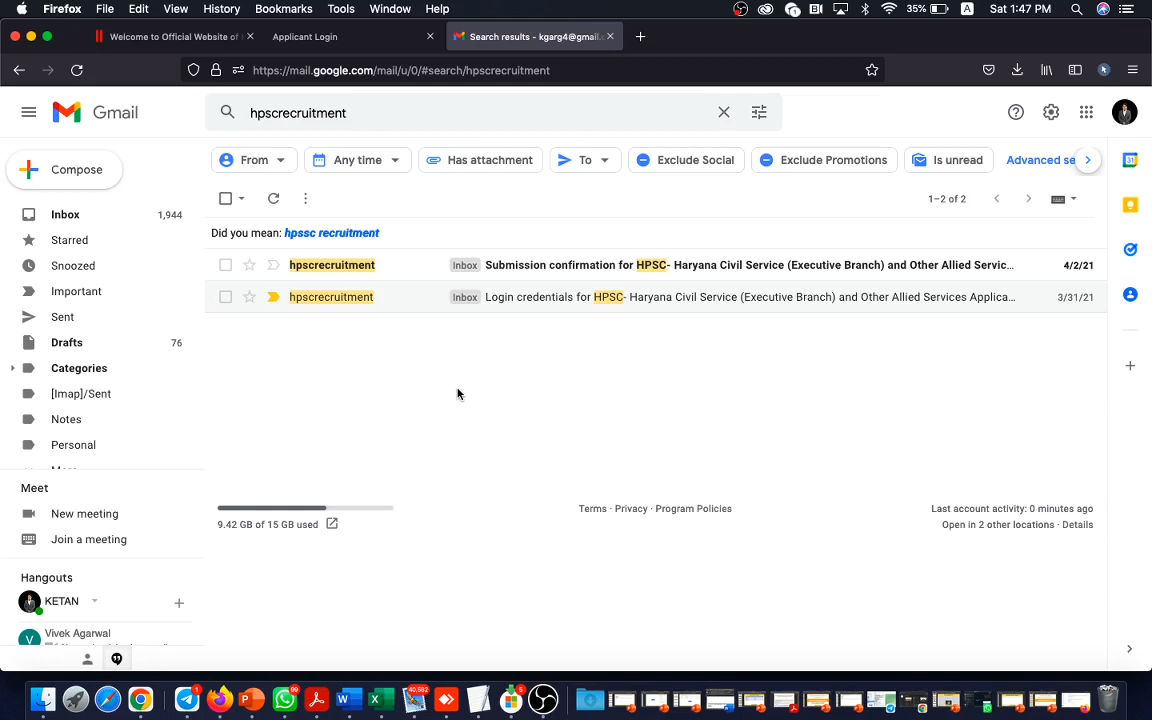 Firefox File Edit View History Bookmarks Tools Window Help 35% A Sat 1:47 PM
Welcome to Official Website of Applicant Login Search results - kgarg4@gmail.
https://mail.google.com/mail/u/0/#search/hpscrecruitment
Gmail hpscrecruitment
Compose From Any time Has attachment To Exclude Social Exclude Promotions Is unread Advanced se
1–2 of 2
Inbox 1,944
Did you mean: hpssc recruitment
Starred
Snoozed hpscrecruitment Inbox Submission confirmation for HPSC- Haryana Civil Service (Executive Branch) and Other Allied Servic... 4/2/21
Important hpscrecruitment Inbox Login credentials for HPSC- Haryana Civil Service (Executive Branch) and Other Allied Services Applica... 3/31/21
Sent
Drafts 76
Categories
[Imap]/Sent
Notes
Personal
Meet
New meeting
Join a meeting
9.42 GB of 15 GB used
Terms · Privacy · Program Policies
Last account activity: 0 minutes ago
Open in 2 other locations · Details
Hangouts
KETAN
V Vivek Agarwal